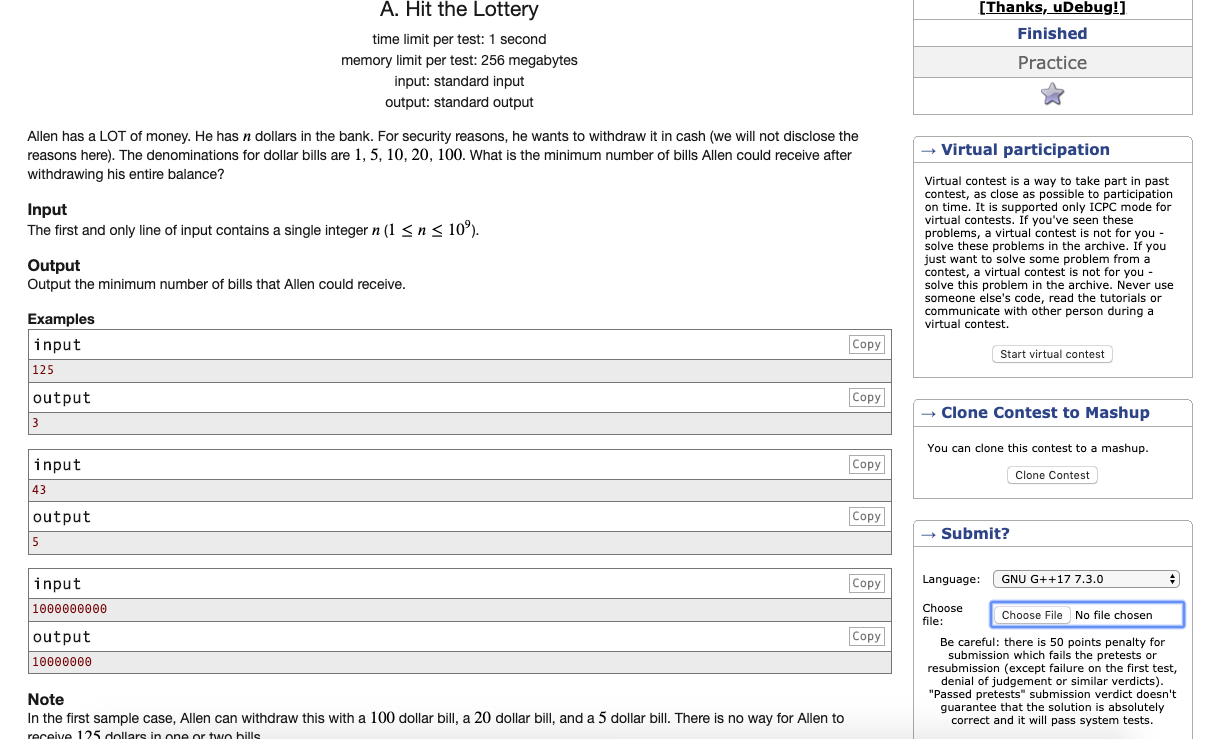 A. Hit the Lottery
time limit per test: 1 second
memory limit per test: 256 megabytes
input: standard input
output: standard output
Allen has a LOT of money. He has n dollars in the bank. For security reasons, he wants to withdraw it in cash (we will not disclose the
reasons here). The denominations for dollar bills are 1, 5, 10, 20, 100. What is the minimum number of bills Allen could receive after
withdrawing his entire balance?
Input
The first and only line of input contains a single integer n (1 ≤ n ≤ 10⁹).
Output
Output the minimum number of bills that Allen could receive.
Examples
input
Copy
125
output
Copy
3
input
Copy
43
output
Copy
5
input
Copy
1000000000
output
Copy
10000000
Note
In the first sample case, Allen can withdraw this with a 100 dollar bill, a 20 dollar bill, and a 5 dollar bill. There is no way for Allen to
receive 125 dollars in one or two bills.
[Thanks, uDebug!]
Finished
Practice
→ Virtual participation
Virtual contest is a way to take part in past
contest, as close as possible to participation
on time. It is supported only ICPC mode for
virtual contests. If you've seen these
problems, a virtual contest is not for you -
solve these problems in the archive. If you
just want to solve some problem from a
contest, a virtual contest is not for you -
solve this problem in the archive. Never use
someone else's code, read the tutorials or
communicate with other person during a
virtual contest.
Start virtual contest
→ Clone Contest to Mashup
You can clone this contest to a mashup.
Clone Contest
→ Submit?
Language: GNU G++17 7.3.0
Choose
file:
Choose File No file chosen
Be careful: there is 50 points penalty for
submission which fails the pretests or
resubmission (except failure on the first test,
denial of judgement or similar verdicts).
"Passed pretests" submission verdict doesn't
guarantee that the solution is absolutely
correct and it will pass system tests.